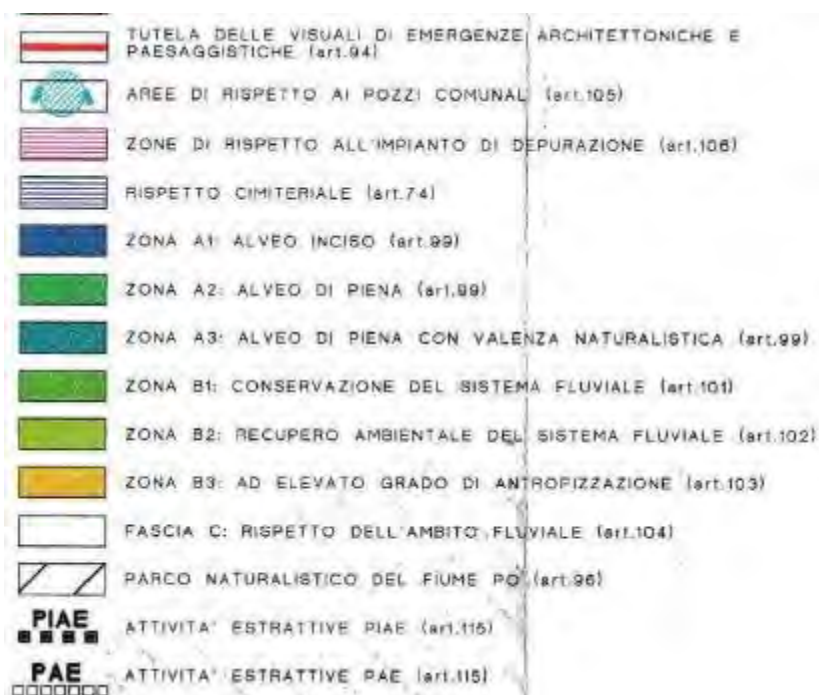 TUTELA DELLE VISUALI DI EMERGENZE ARCHITETTONICHE E
PAESAGGISTICHE (art.94)
AREE DI RISPETTO AI POZZI COMUNAL (art.105)
ZONE DI RISPETTO ALL'IMPIANTO DI DEPURAZIONE (art.106)
RISPETTO CIMITERIALE (art.74)
ZONA A1: ALVEO INCISO (art.99)
ZONA A2: ALVEO DI PIENA (art.99)
ZONA A3: ALVEO DI PIENA CON VALENZA NATURALISTICA (art.99)
ZONA B1: CONSERVAZIONE DEL SISTEMA FLUVIALE (art.101)
ZONA B2: RECUPERO AMBIENTALE DEL SISTEMA FLUVIALE (art.102)
ZONA B3: AD ELEVATO GRADO DI ANTROPIZZAZIONE (art.103)
FASCIA C: RISPETTO DELL'AMBITO FLUVIALE (art.104)
PARCO NATURALISTICO DEL FIUME PO (art.96)
PIAE ATTIVITA' ESTRATTIVE PIAE (art.115)
PAE ATTIVITA' ESTRATTIVE PAE (art.115)